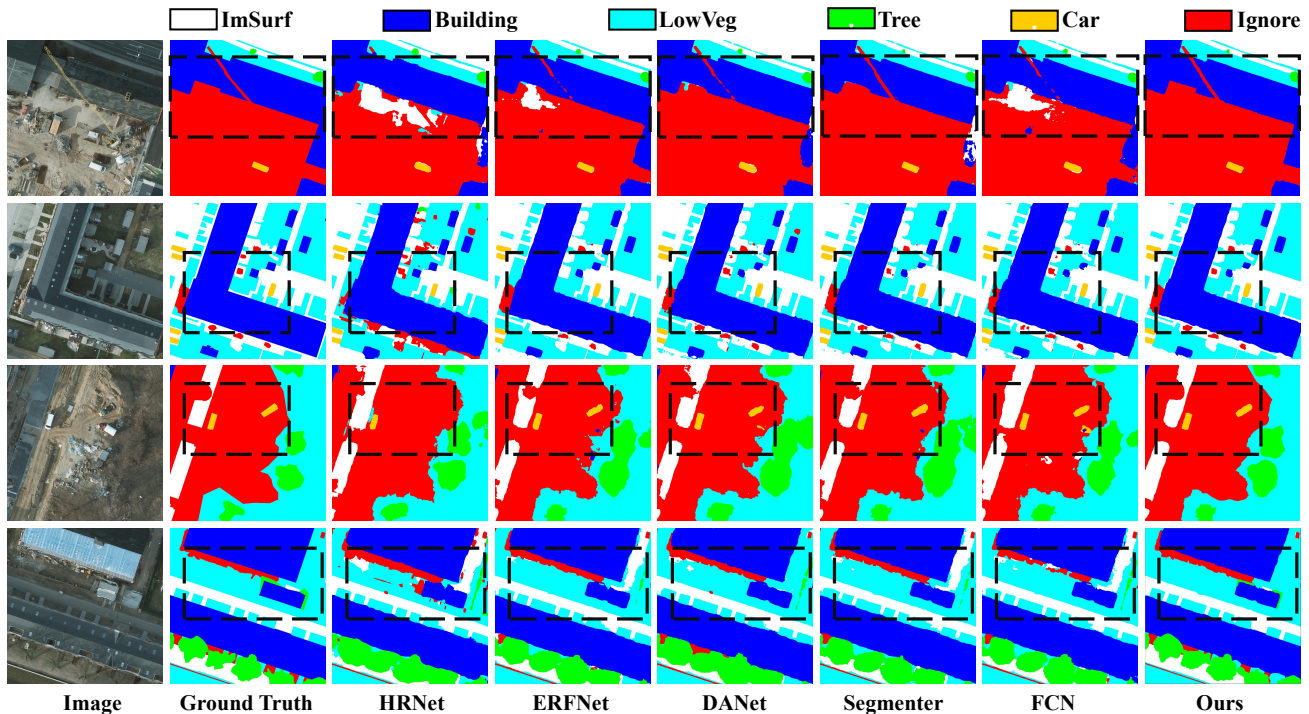 ImSurf Building LowVeg Tree Car Ignore
Image Ground Truth HRNet ERFNet DANet Segmenter FCN Ours